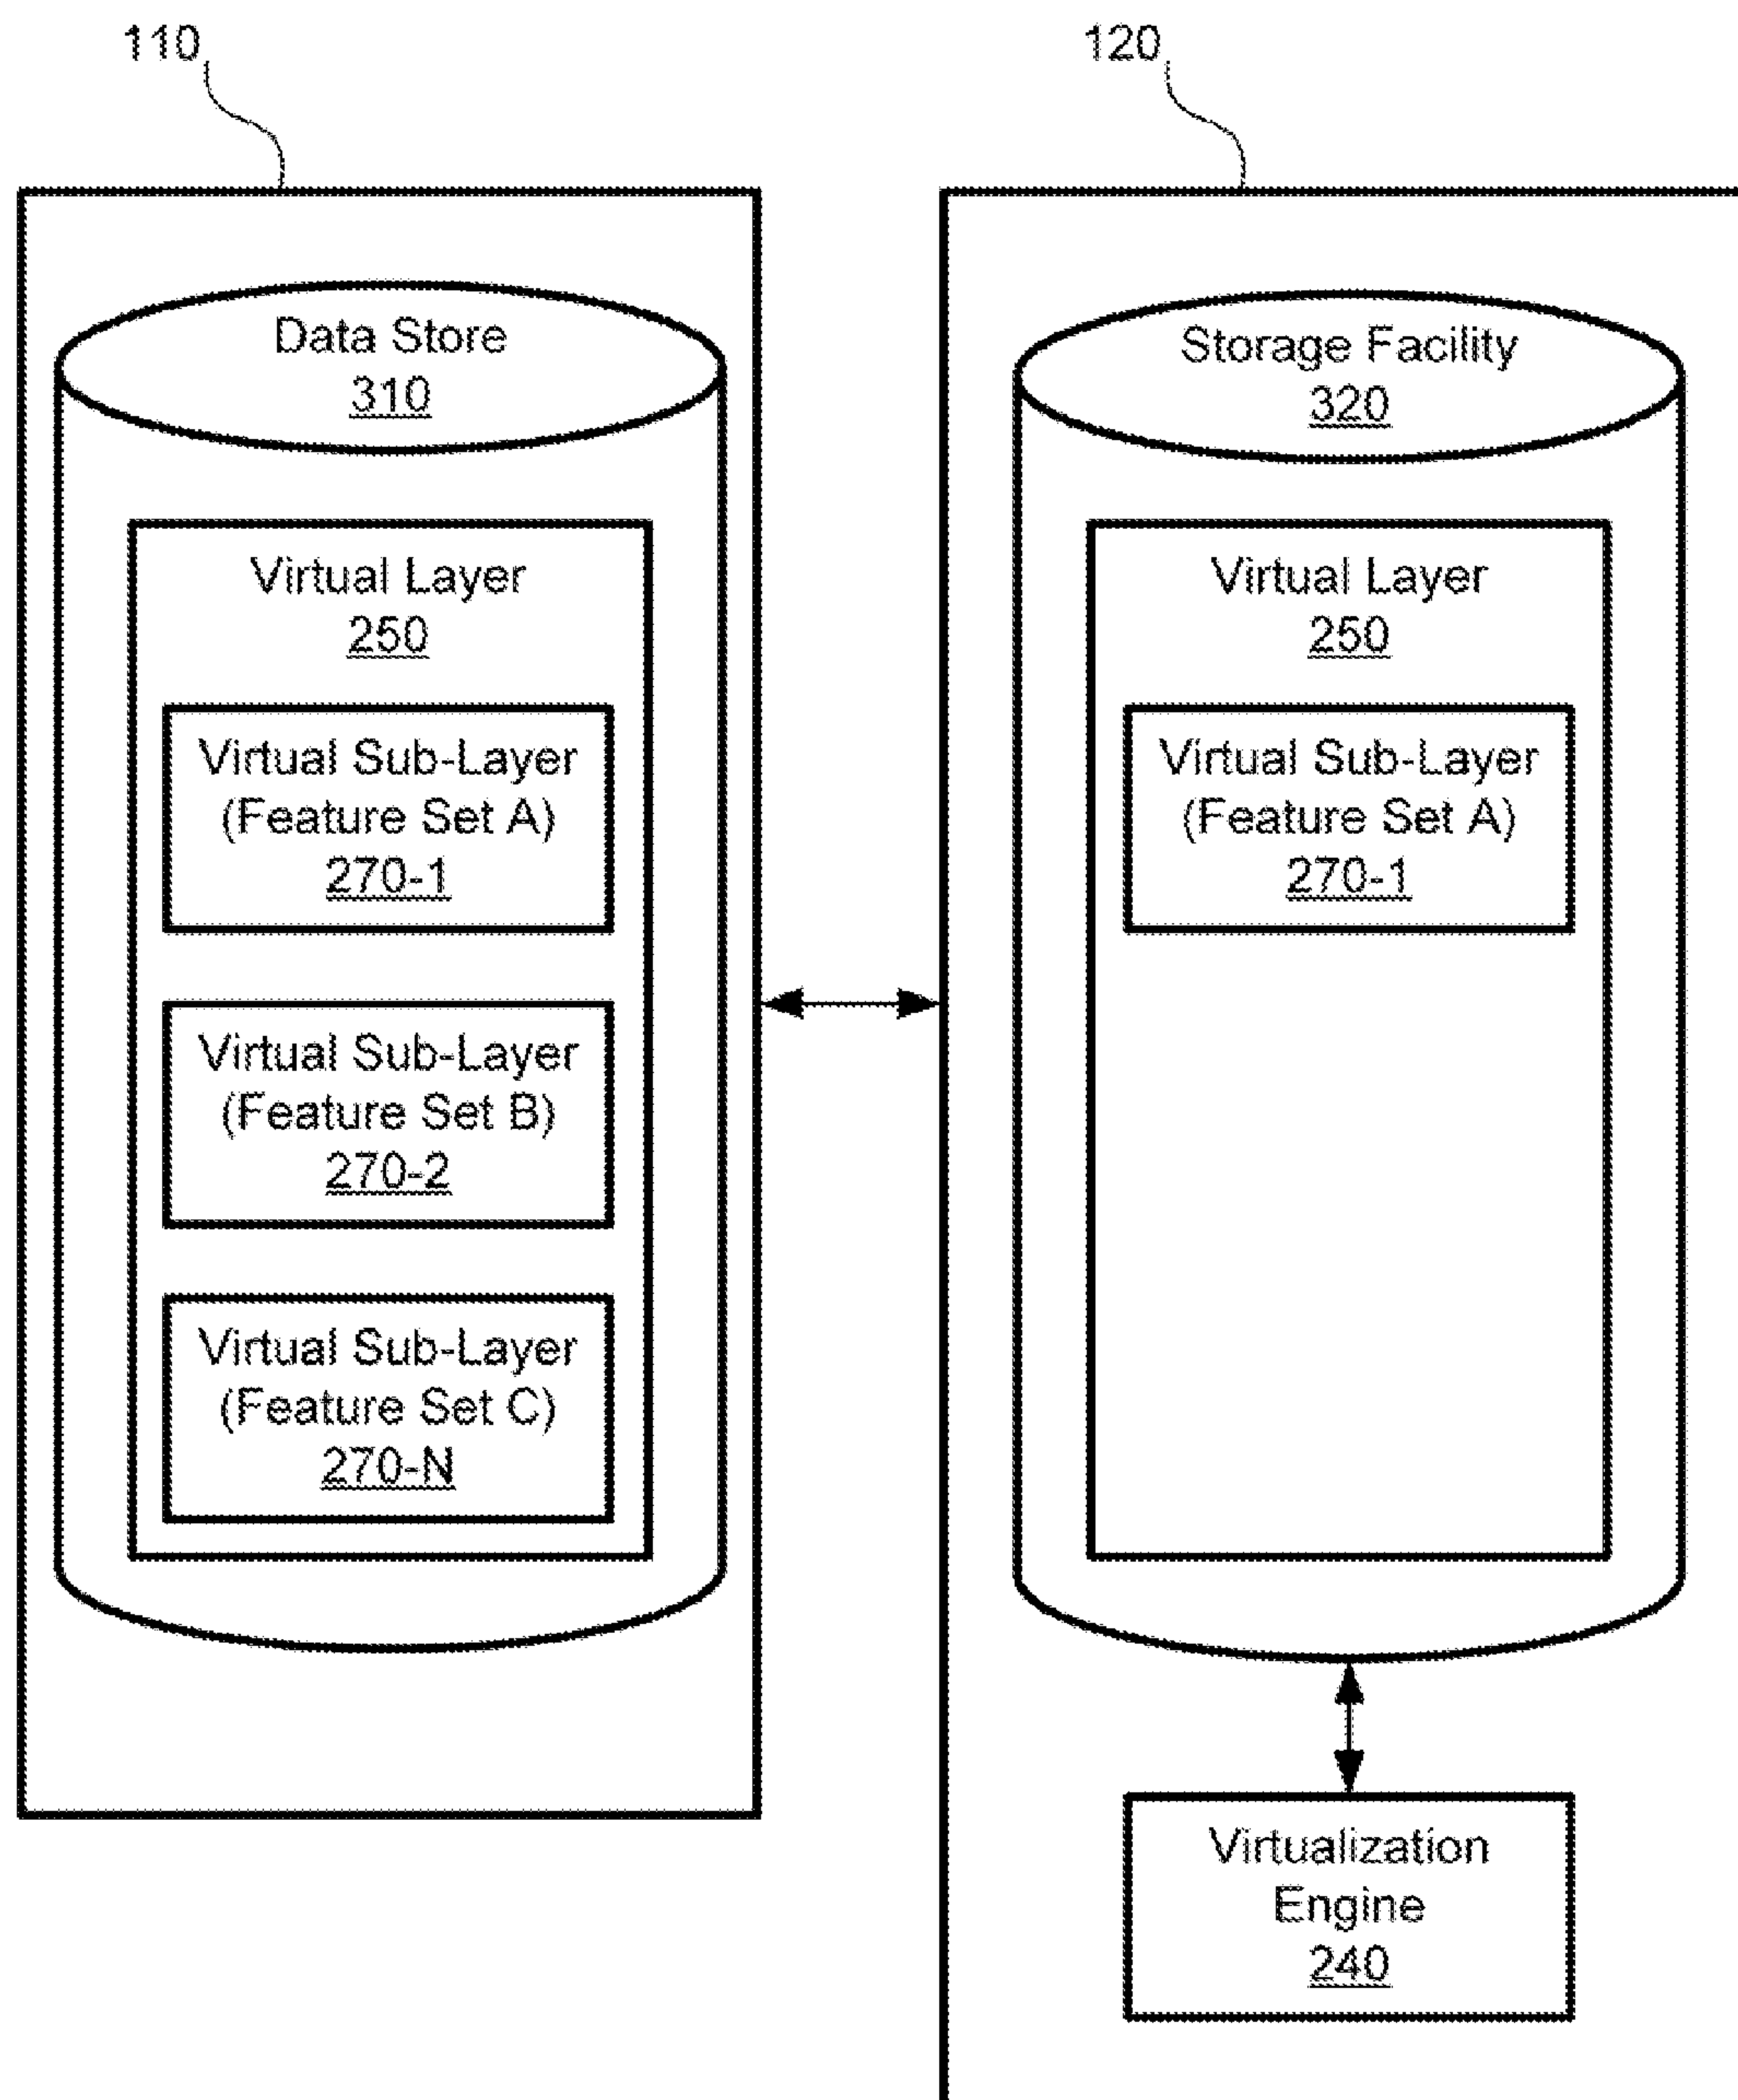 110
120
Data Store
310
Virtual Layer
250
Virtual Sub-Layer
(Feature Set A)
270-1
Virtual Sub-Layer
(Feature Set B)
270-2
Virtual Sub-Layer
(Feature Set C)
270-N
Storage Facility
320
Virtual Layer
250
Virtual Sub-Layer
(Feature Set A)
270-1
Virtualization
Engine
240